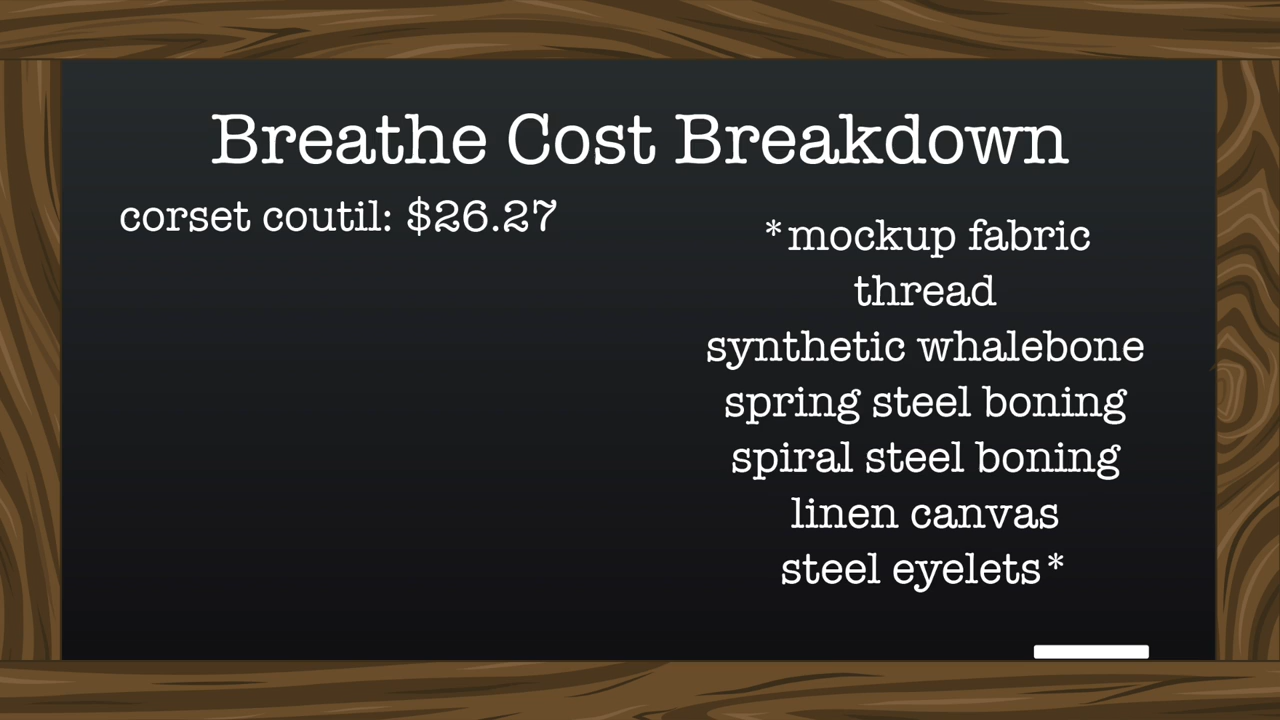 Breathe Cost Breakdown
corset coutil: $26.27
*mockup fabric
thread
synthetic whalebone
spring steel boning
spiral steel boning
linen canvas
steel eyelets*